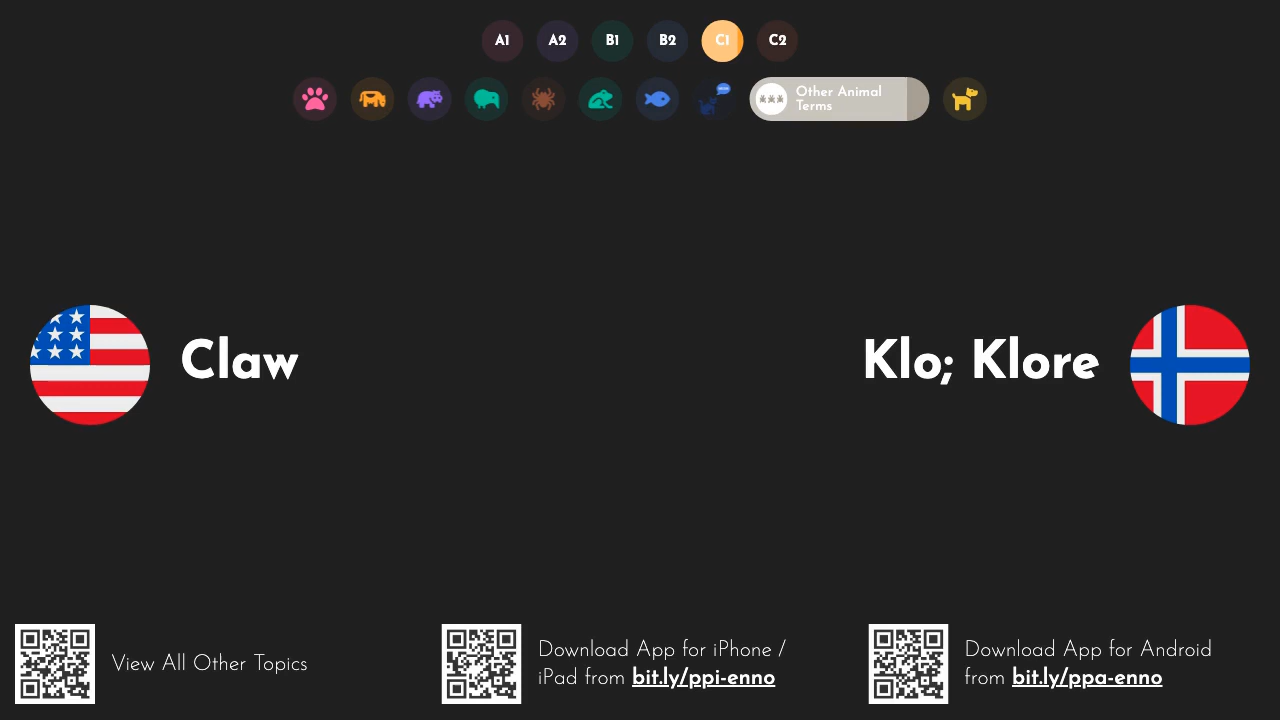 A1 A2 B1 B2 C1 C2
Other Animal
Terms
Claw
Klo; Klore
View All Other Topics
Download App for iPhone /
iPad from bit.ly/ppi-enno
Download App for Android
from bit.ly/ppa-enno